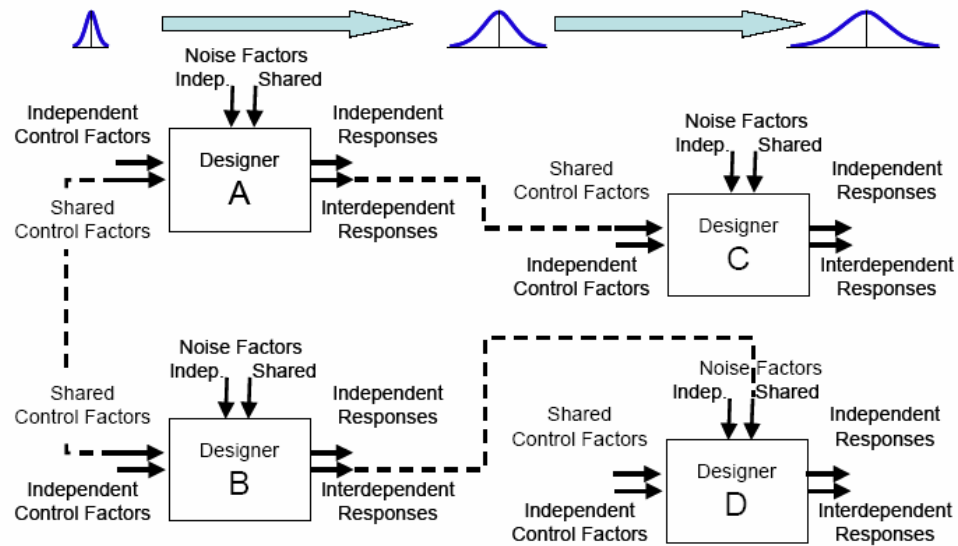 Noise Factors
Indep. Shared
Independent
Control Factors
Independent
Responses
Designer
A
Shared
Control Factors
Interdependent
Responses
Noise Factors
Indep. Shared
Shared
Control Factors
Independent
Responses
Designer
C
Independent
Control Factors
Interdependent
Responses
Noise Factors
Indep. Shared
Shared
Control Factors
Independent
Responses
Designer
B
Independent
Control Factors
Interdependent
Responses
Noise Factors
Indep. Shared
Shared
Control Factors
Independent
Responses
Designer
D
Independent
Control Factors
Interdependent
Responses